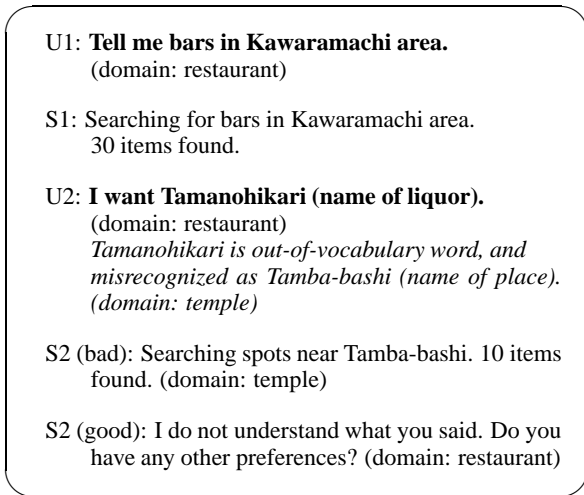 U1: Tell me bars in Kawaramachi area.
(domain: restaurant)
S1: Searching for bars in Kawaramachi area.
30 items found.
U2: I want Tamanohikari (name of liquor).
(domain: restaurant)
Tamanohikari is out-of-vocabulary word, and
misrecognized as Tamba-bashi (name of place).
(domain: temple)
S2 (bad): Searching spots near Tamba-bashi. 10 items
found. (domain: temple)
S2 (good): I do not understand what you said. Do you
have any other preferences? (domain: restaurant)